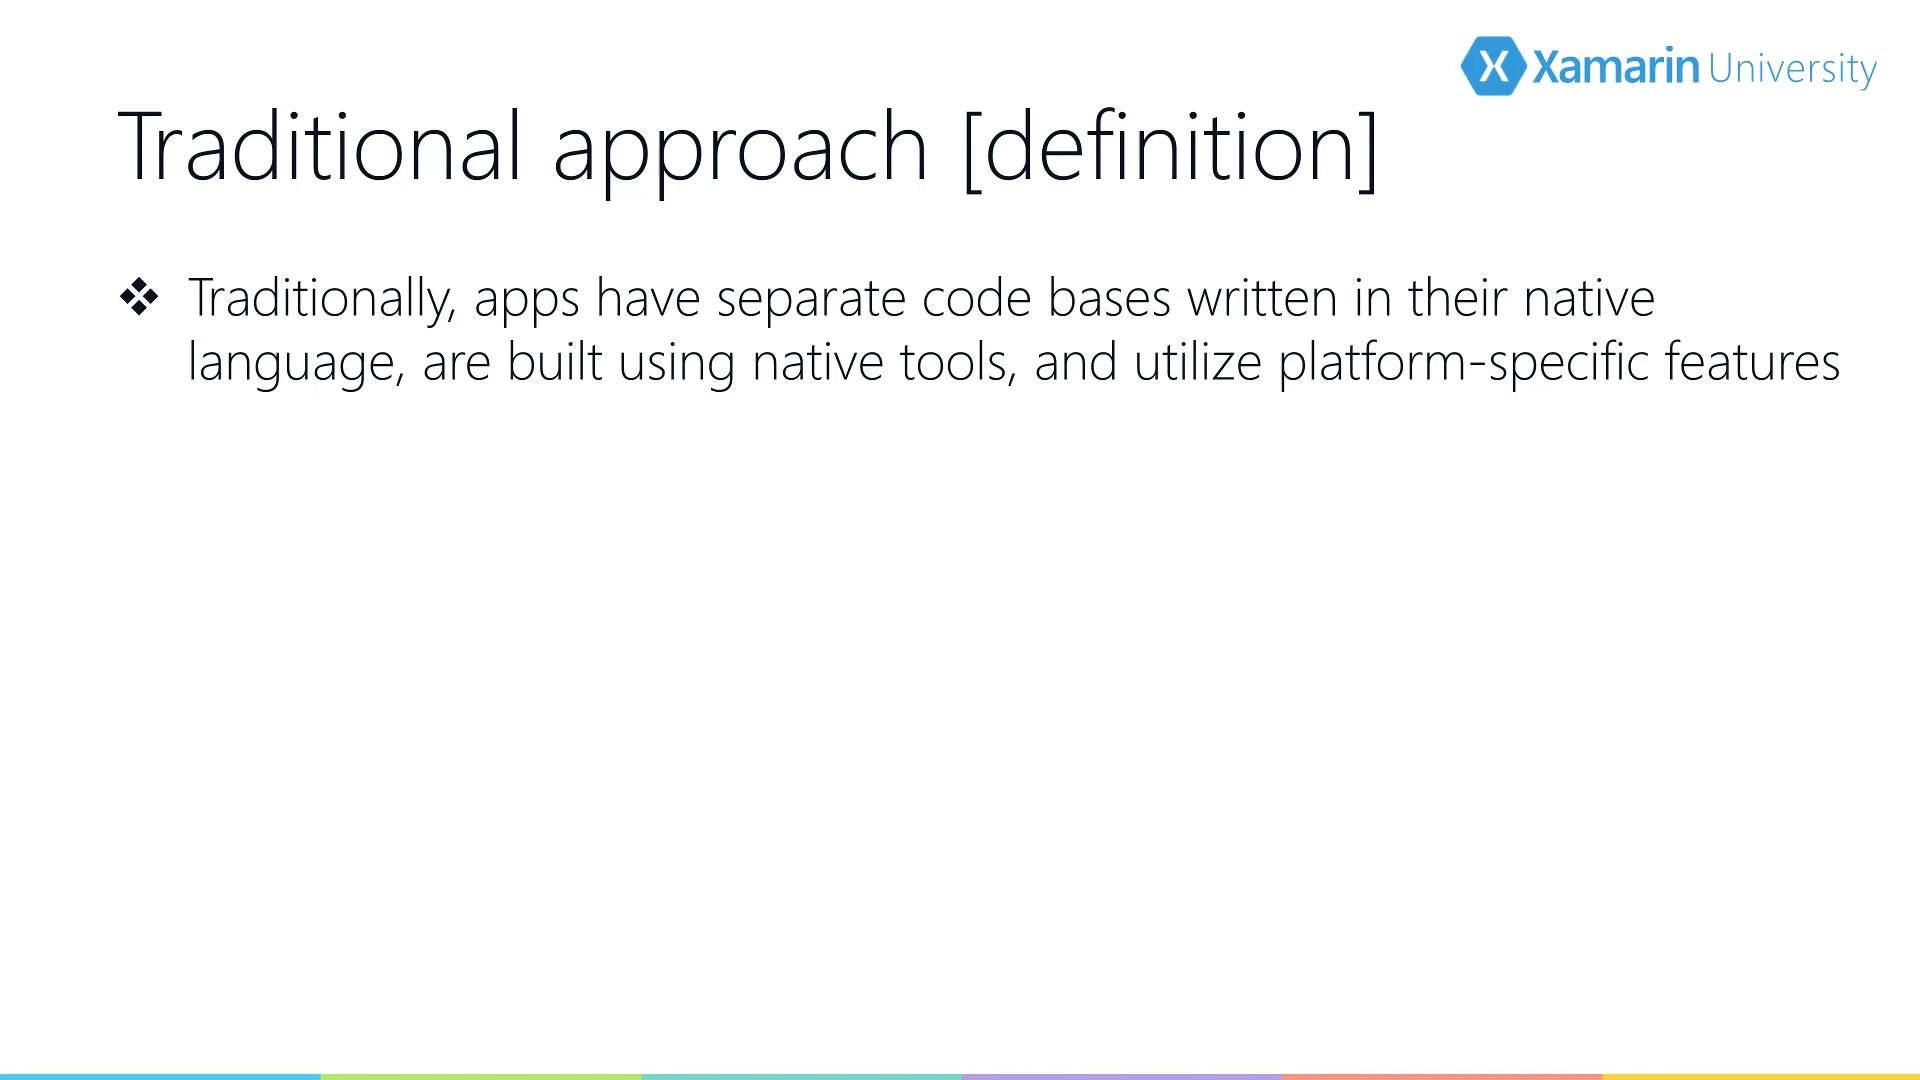 Xamarin University
Traditional approach [definition]
❖ Traditionally, apps have separate code bases written in their native
language, are built using native tools, and utilize platform-specific features